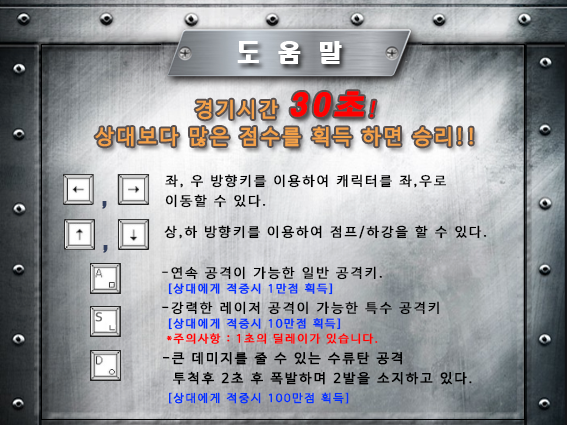 도 움 말
경기시간 30초!
상대보다 많은 점수를 획득 하면 승리!!
← , → 좌, 우 방향키를 이용하여 캐릭터를 좌,우로
이동할 수 있다.
↑ , ↓ 상,하 방향키를 이용하여 점프/하강을 할 수 있다.
A ㅁ -연속 공격이 가능한 일반 공격키.
[상대에게 적중시 1만점 획득]
S ㄴ -강력한 레이저 공격이 가능한 특수 공격키
[상대에게 적중시 10만점 획득]
*주의사항 : 1초의 딜레이가 있습니다.
D ㅇ -큰 데미지를 줄 수 있는 수류탄 공격
투척후 2초 후 폭발하며 2발을 소지하고 있다.
[상대에게 적중시 100만점 획득]